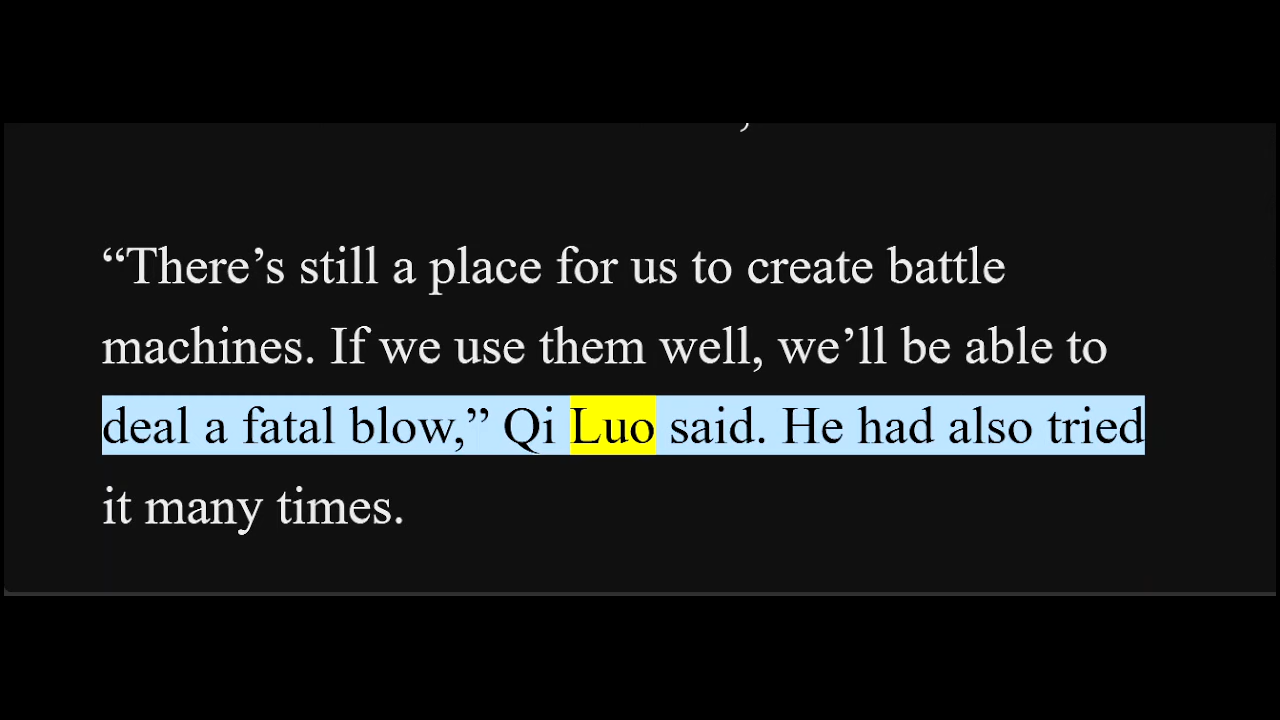 “There’s still a place for us to create battle
machines. If we use them well, we’ll be able to
deal a fatal blow,” Qi Luo said. He had also tried
it many times.